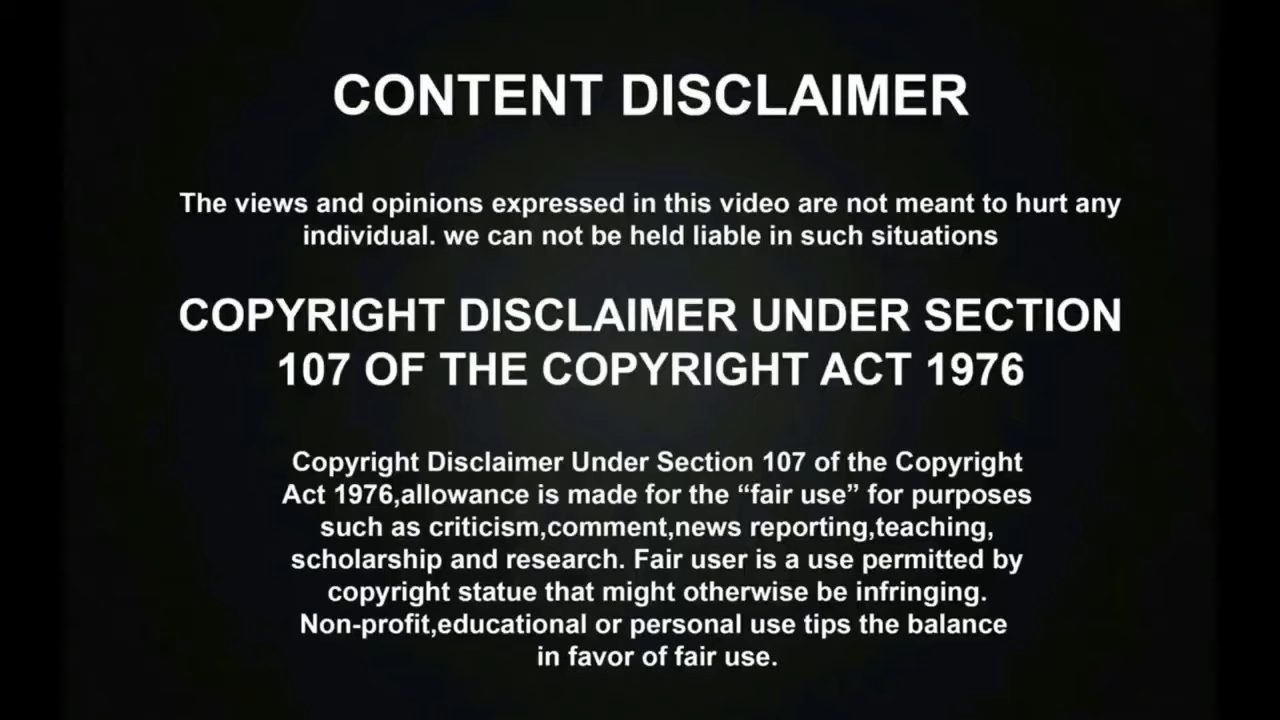 CONTENT DISCLAIMER
The views and opinions expressed in this video are not meant to hurt any
individual. we can not be held liable in such situations
COPYRIGHT DISCLAIMER UNDER SECTION
107 OF THE COPYRIGHT ACT 1976
Copyright Disclaimer Under Section 107 of the Copyright
Act 1976,allowance is made for the “fair use” for purposes
such as criticism,comment,news reporting,teaching,
scholarship and research. Fair user is a use permitted by
copyright statue that might otherwise be infringing.
Non-profit,educational or personal use tips the balance
in favor of fair use.